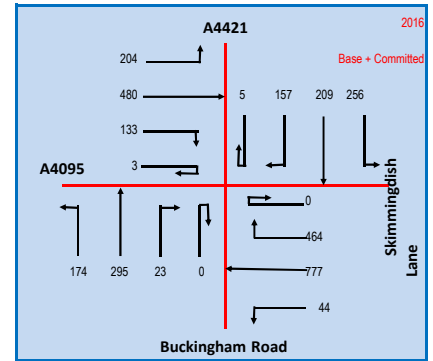 2016
A4421
204
Base + Committed
480
5 157 209 256
133
A4095
3
Skimmingdish
Lane
0
464
777
174 295 23 0
44
Buckingham Road